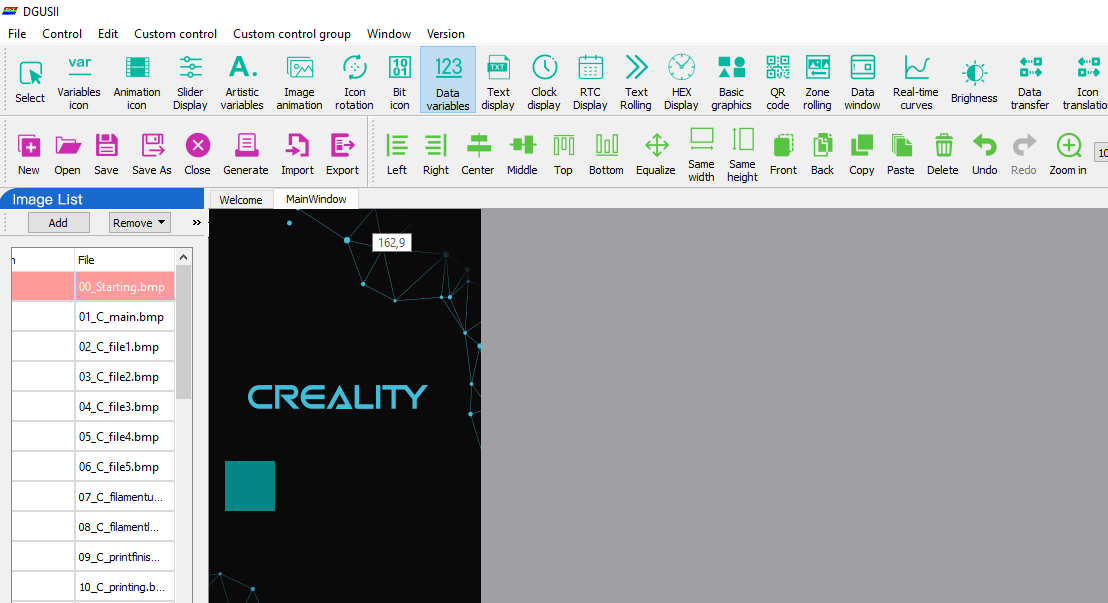 DGUSII
File Control Edit Custom control Custom control group Window Version
Select
Variables icon
Animation icon
Slider Display
Artistic variables
Image animation
Icon rotation
Bit icon
123
Data variables
TXT
Text display
Clock display
RTC Display
Text Rolling
HEX Display
Basic graphics
QR code
Zone rolling
Data window
Real-time curves
Brighness
Data transfer
Icon translatio
var
A.
1001
New Open Save Save As Close Generate Import Export
Left Right Center Middle Top Bottom Equalize
Same width
Same height
Front Back Copy Paste Delete Undo Redo Zoom in 10
Image List
Welcome MainWindow
Add Remove »
162,9
File
00_Starting.bmp
01_C_main.bmp
02_C_file1.bmp
03_C_file2.bmp
04_C_file3.bmp
CREALITY
05_C_file4.bmp
06_C_file5.bmp
07_C_filamentu...
08_C_filamentl...
09_C_printfinis...
10_C_printing.b...